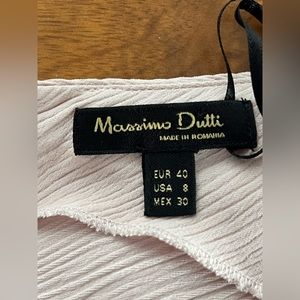 Massimo Dutti
MADE IN ROMANIA
EUR 40
USA 8
MEX 30